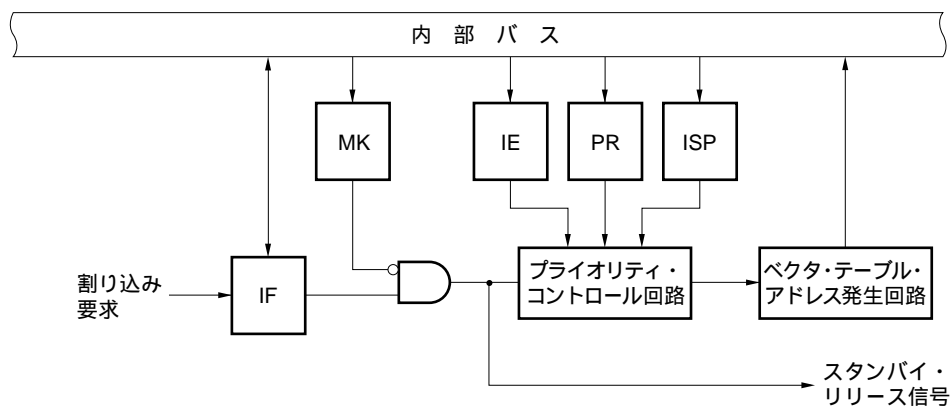 内 部 バ ス
MK
IE
PR
ISP
割り込み
要求
IF
プライオリティ・
コントロール回路
ベクタ・テーブル・
アドレス発生回路
スタンバイ・
リリース信号